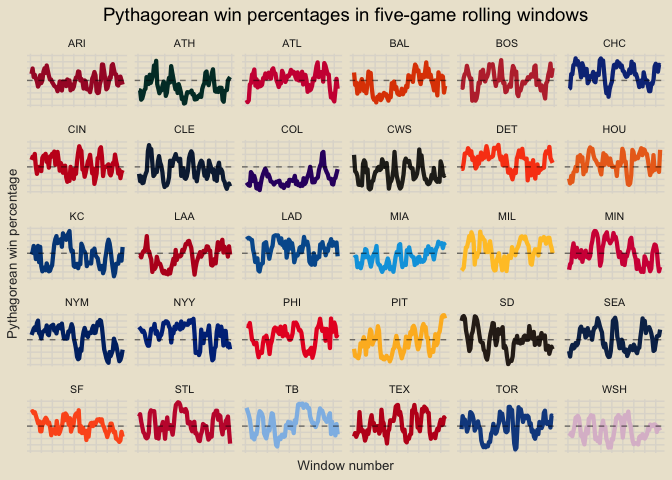 Pythagorean win percentages in five-game rolling windows
ARI ATH ATL BAL BOS CHC
CIN CLE COL CWS DET HOU
KC LAA LAD MIA MIL MIN
NYM NYY PHI PIT SD SEA
SF STL TB TEX TOR WSH
Pythagorean win percentage
Window number